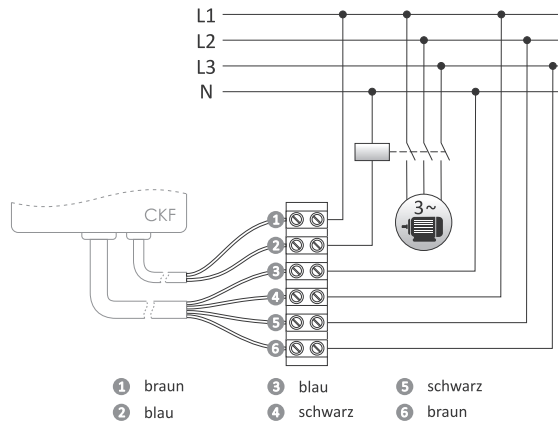 L1
L2
L3
N
3~
CKF
1
2
3
4
5
6
1 braun 3 blau 5 schwarz
2 blau 4 schwarz 6 braun